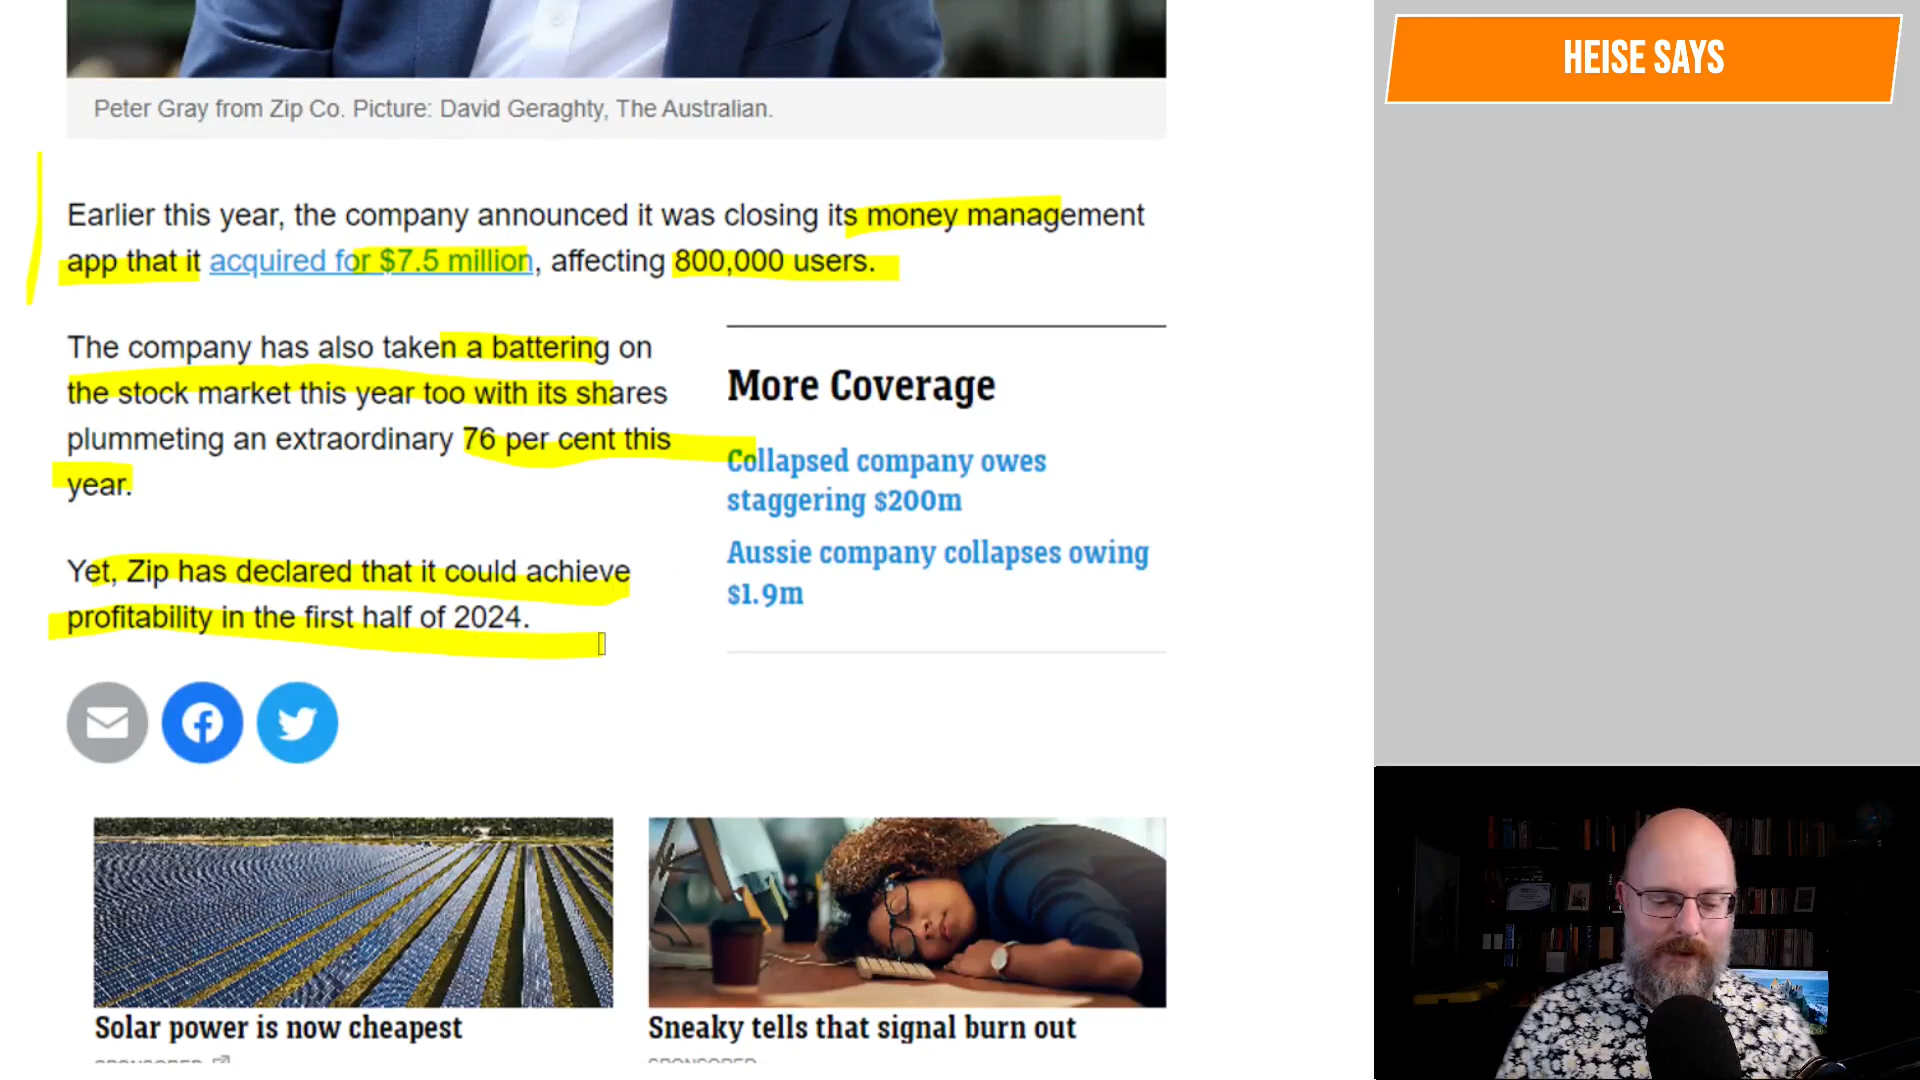 HEISE SAYS
Peter Gray from Zip Co. Picture: David Geraghty, The Australian.
Earlier this year, the company announced it was closing its money management
app that it acquired for $7.5 million, affecting 800,000 users.
The company has also taken a battering on
the stock market this year too with its shares
plummeting an extraordinary 76 per cent this
year.
Yet, Zip has declared that it could achieve
profitability in the first half of 2024.
More Coverage
Collapsed company owes
staggering $200m
Aussie company collapses owing
$1.9m
Solar power is now cheapest
SPONSORED
Sneaky tells that signal burn out
SPONSORED